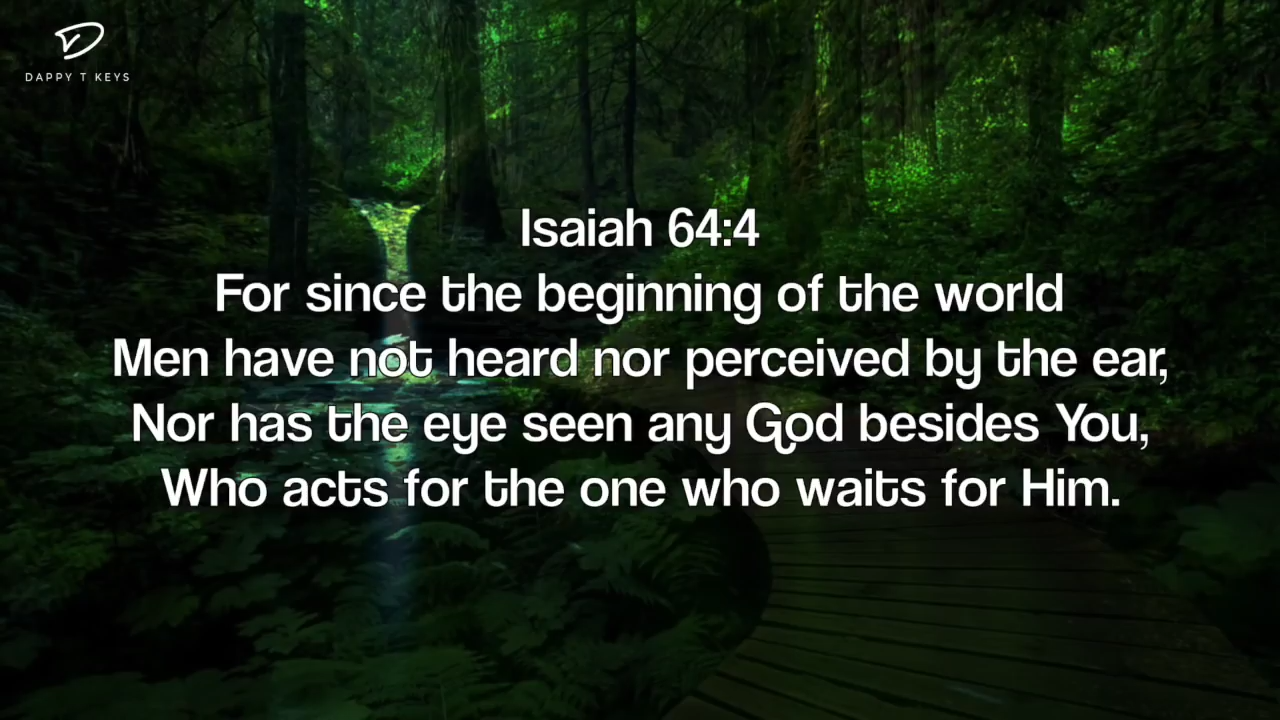 DAPPY T KEYS
Isaiah 64:4
For since the beginning of the world
Men have not heard nor perceived by the ear,
Nor has the eye seen any God besides You,
Who acts for the one who waits for Him.